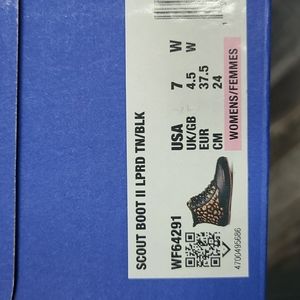 SCOUT BOOT II LPRD TN/BLK
WF64291
USA 7 W
UK/GB 4.5 W
EUR 37.5
CM 24
WOMENS/FEMMES
4700495686